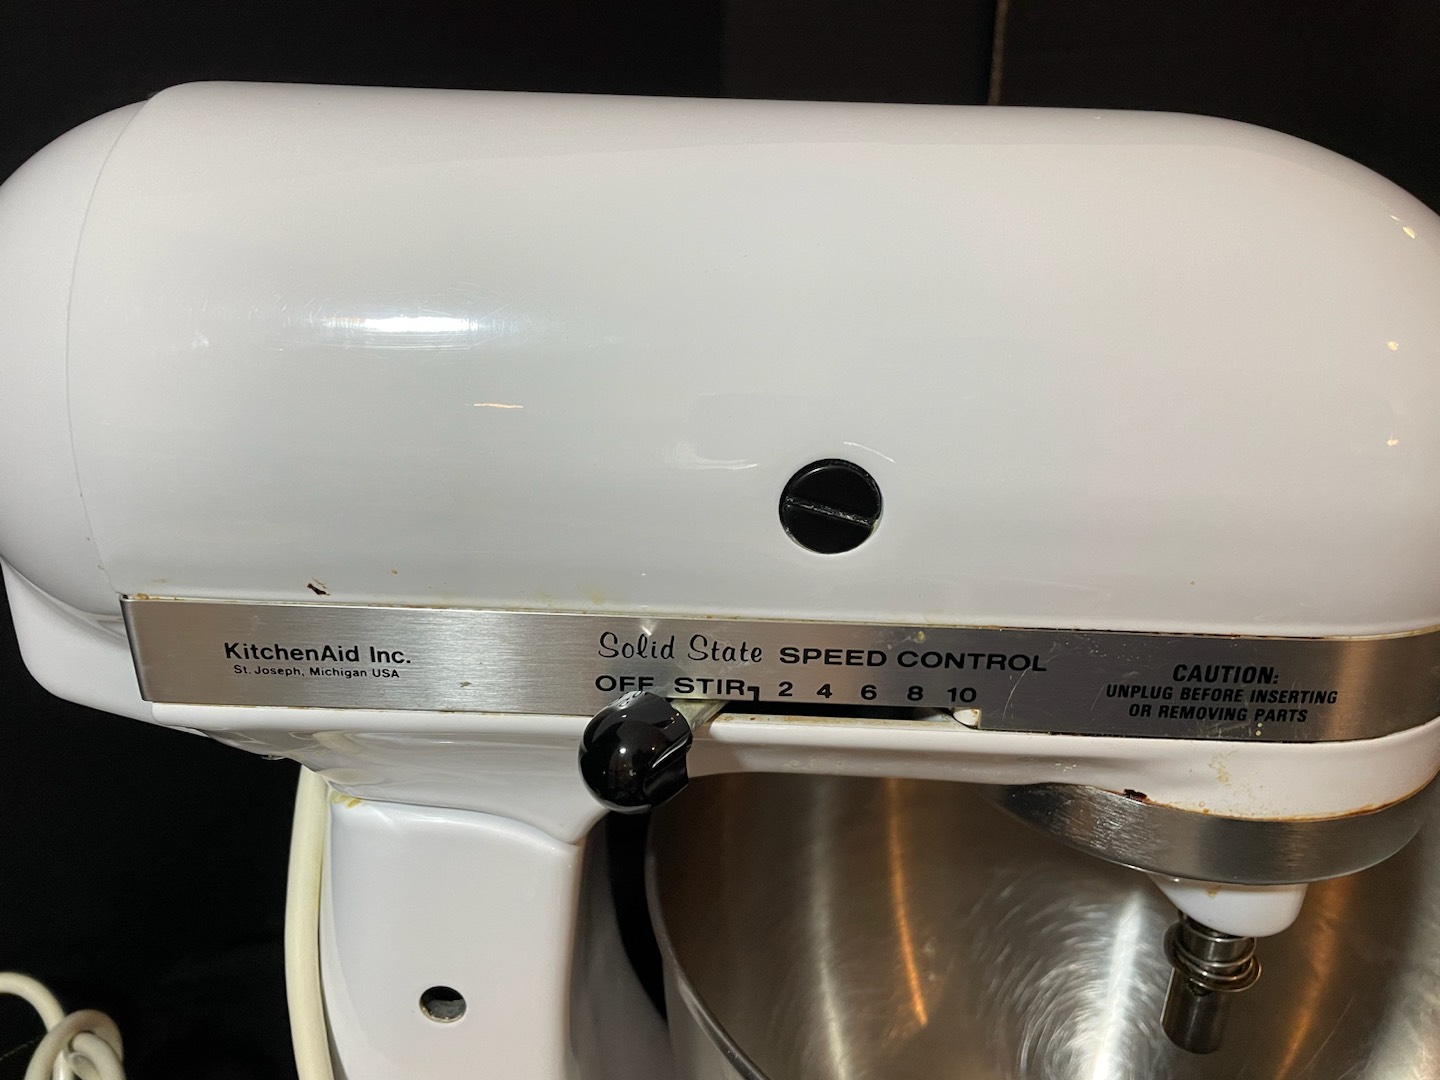 KitchenAid Inc.
St. Joseph, Michigan USA
Solid State SPEED CONTROL
OFF STIR 2 4 6 8 10
CAUTION:
UNPLUG BEFORE INSERTING
OR REMOVING PARTS